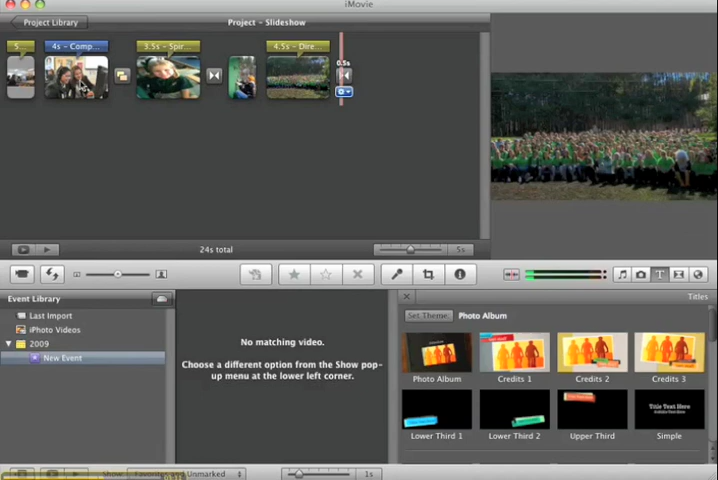 iMovie
Project Library
Project - Slideshow
5...
4s - Comp...
3.5s - Spir...
4.5s - Dire...
0.5s
24s total
5s
Event Library
Last Import
iPhoto Videos
2009
New Event
No matching video.
Choose a different option from the Show pop-
up menu at the lower left corner.
Titles
Set Theme:
Photo Album
Photo Album
Credits 1
Credits 2
Credits 3
Lower Third 1
Lower Third 2
Upper Third
Title Text Here
Simple
Show:
Favorites and Unmarked
1s